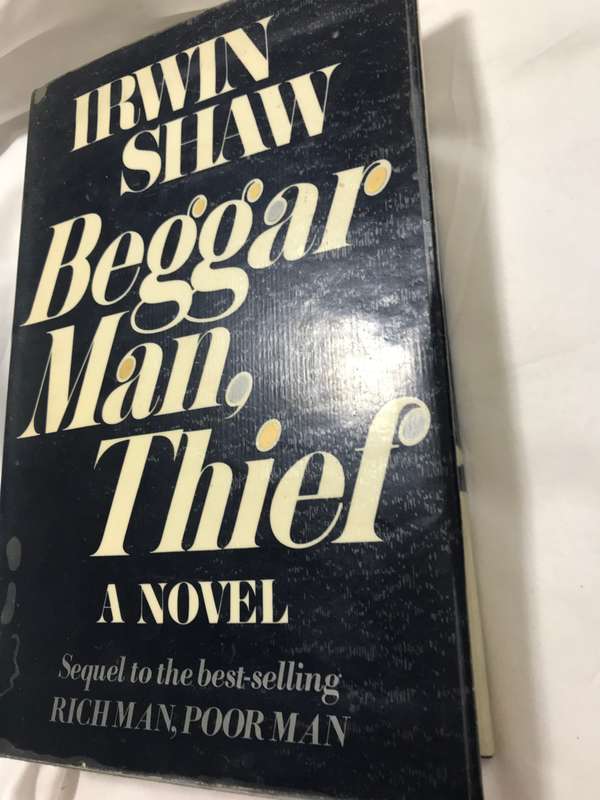 IRWIN
SHAW
Beggar
Man,
Thief
A NOVEL
Sequel to the best-selling
RICH MAN, POOR MAN